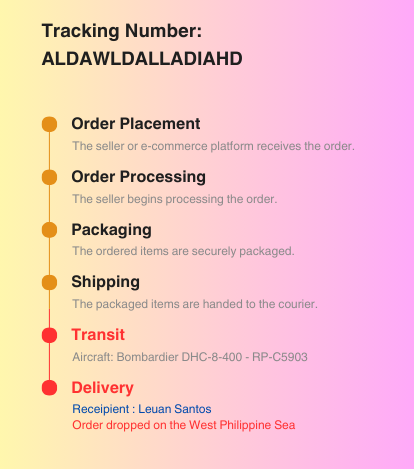 Tracking Number:
ALDAWLDALLADIAHD
Order Placement
The seller or e-commerce platform receives the order.
Order Processing
The seller begins processing the order.
Packaging
The ordered items are securely packaged.
Shipping
The packaged items are handed to the courier.
Transit
Aircraft: Bombardier DHC-8-400 - RP-C5903
Delivery
Receipient : Leuan Santos
Order dropped on the West Philippine Sea